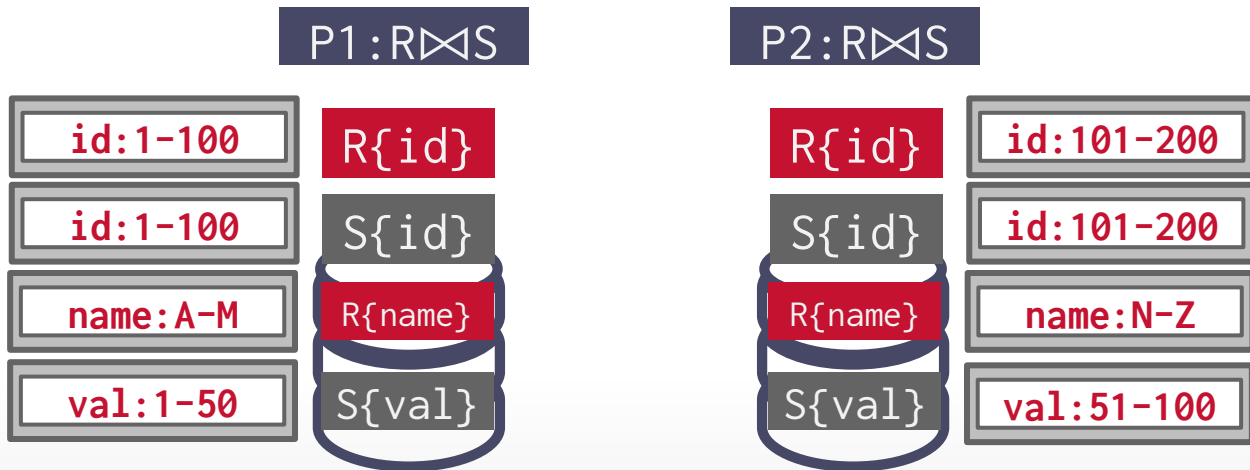 P1:R⋈S
P2:R⋈S
id:1-100
R{id}
R{id}
id:101-200
id:1-100
S{id}
S{id}
id:101-200
name:A-M
R{name}
R{name}
name:N-Z
val:1-50
S{val}
S{val}
val:51-100